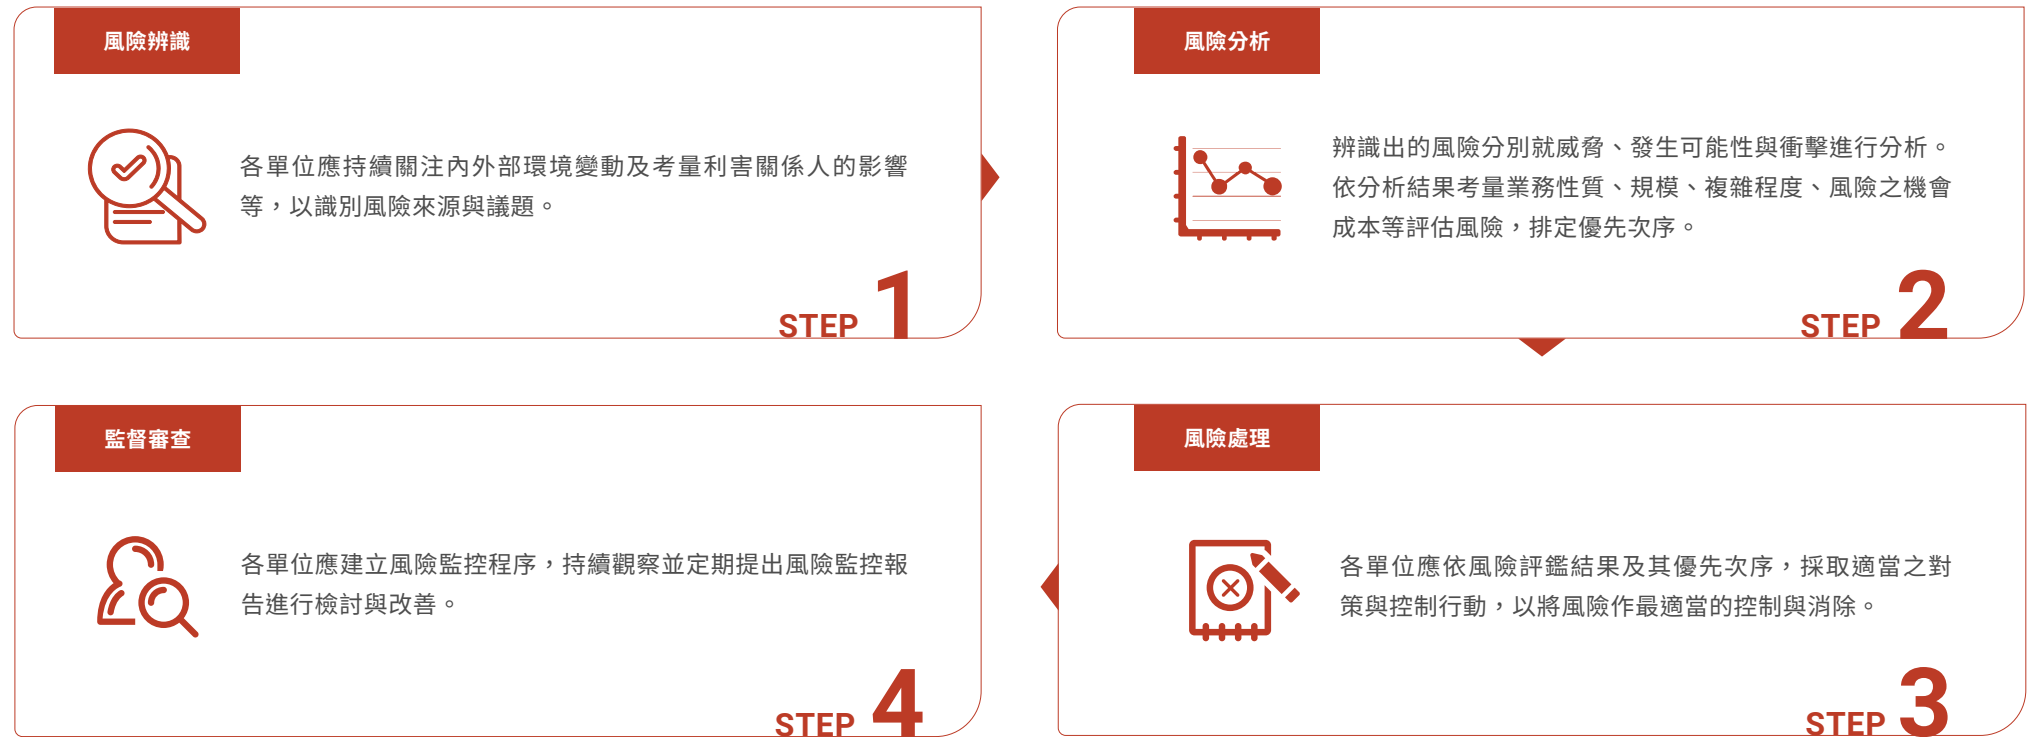 風險辨識
各單位應持續關注內外部環境變動及考量利害關係人的影響
等，以識別風險來源與議題。
STEP 1
風險分析
辨識出的風險分別就威脅、發生可能性與衝擊進行分析。
依分析結果考量業務性質、規模、複雜程度、風險之機會
成本等評估風險，排定優先次序。
STEP 2
風險處理
各單位應依風險評鑑結果及其優先次序，採取適當之對
策與控制行動，以將風險作最適當的控制與消除。
STEP 3
監督審查
各單位應建立風險監控程序，持續觀察並定期提出風險監控報
告進行檢討與改善。
STEP 4